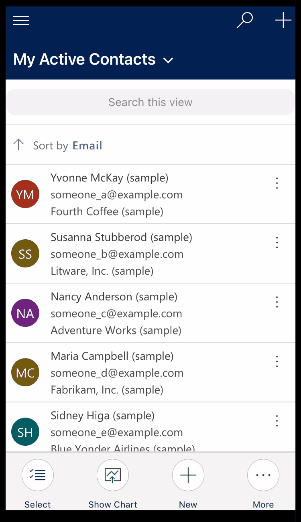 My Active Contacts
Search this view
Sort by Email
YM
Yvonne McKay (sample)
someone_a@example.com
Fourth Coffee (sample)
SS
Susanna Stubberod (sample)
someone_b@example.com
Litware, Inc. (sample)
NA
Nancy Anderson (sample)
someone_c@example.com
Adventure Works (sample)
MC
Maria Campbell (sample)
someone_d@example.com
Fabrikam, Inc. (sample)
SH
Sidney Higa (sample)
someone_e@example.com
Blue Yonder Airlines (sample)
Select
Show Chart
New
More